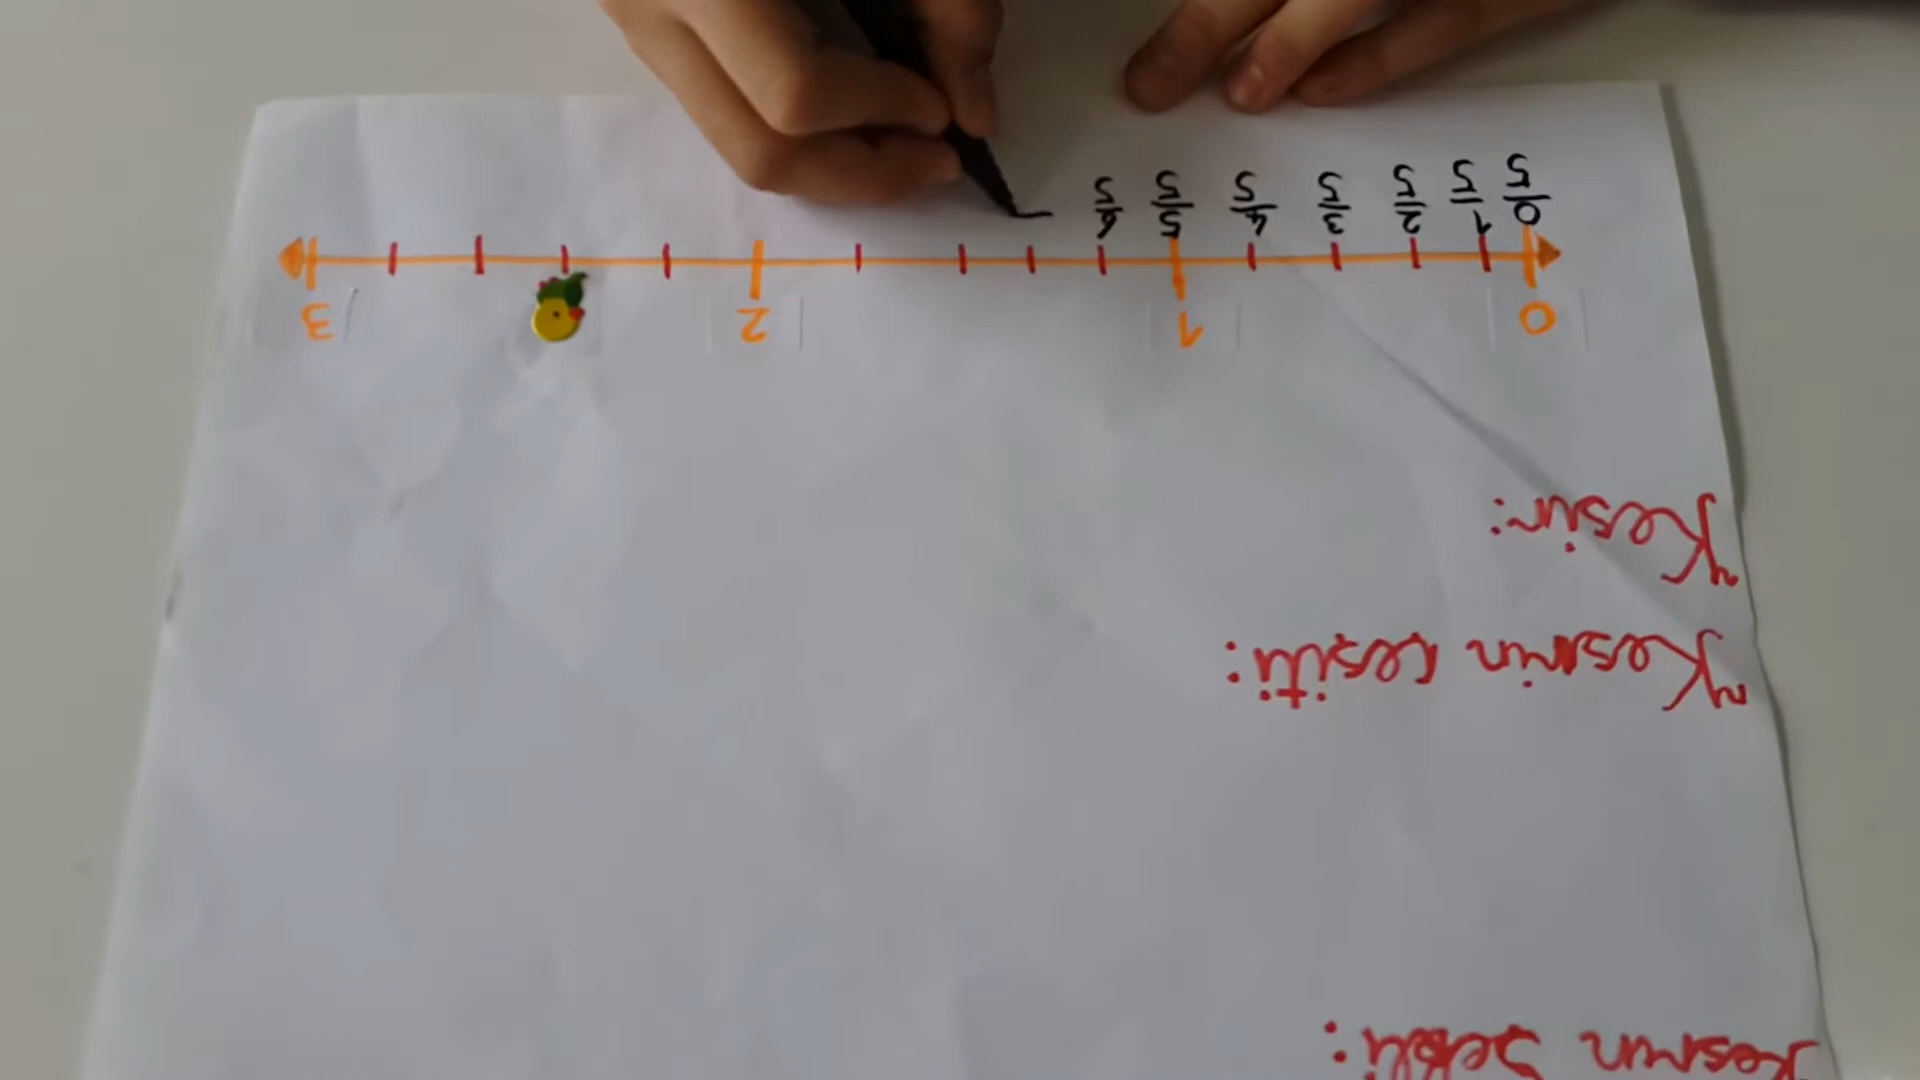 Kesrin Şekli:
Kesrin çeşiti:
Kesir:
0 1 2 3
0/5 1/5 2/5 3/5 4/5 5/5 6/5